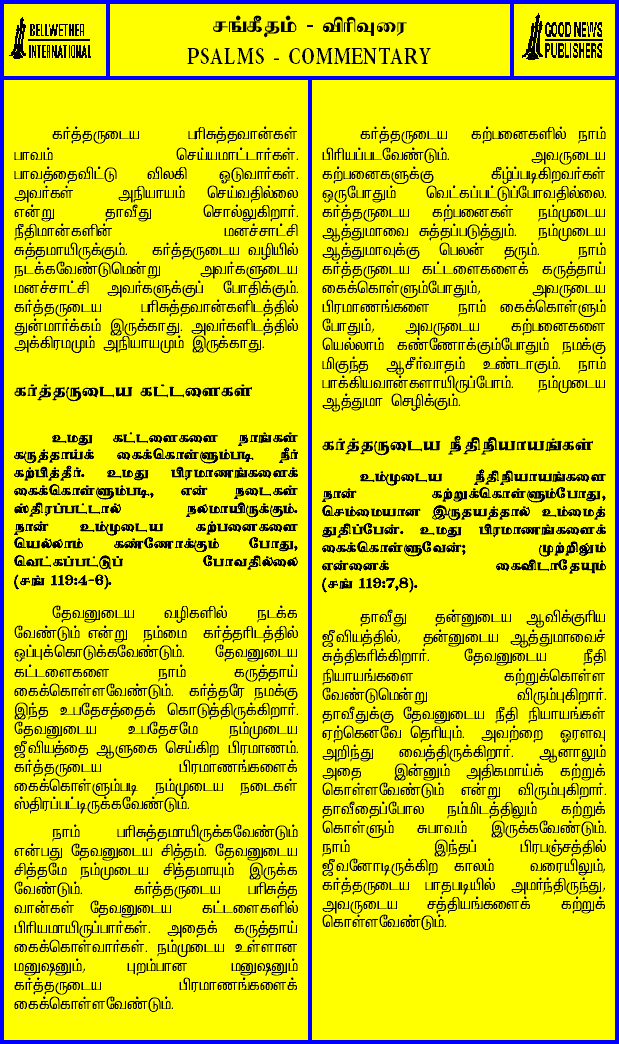 BELLWETHER
INTERNATIONAL
சங்கீதம் - விரிவுரை
PSALMS - COMMENTARY
GOOD NEWS
PUBLISHERS
கர்த்தருடைய பரிசுத்தவான்கள்
பாவம் செய்யமாட்டார்கள்.
பாவத்தைவிட்டு விலகி ஓடுவார்கள்.
அவர்கள் அநியாயம் செய்வதில்லை
என்று தாவீது சொல்லுகிறார்.
நீதிமான்களின் மனச்சாட்சி
சுத்தமாயிருக்கும். கர்த்தருடைய வழியில்
நடக்கவேண்டுமென்று அவர்களுடைய
மனச்சாட்சி அவர்களுக்குப் போதிக்கும்.
கர்த்தருடைய பரிசுத்தவான்களிடத்தில்
துன்மார்க்கம் இருக்காது. அவர்களிடத்தில்
அக்கிரமமும் அநியாயமும் இருக்காது.
கர்த்தருடைய கட்டளைகள்
உமது கட்டளைகளை நாங்கள்
கருத்தாய்க் கைக்கொள்ளும்படி நீர்
கற்பித்தீர். உமது பிரமாணங்களைக்
கைக்கொள்ளும்படி, என் நடைகள்
ஸ்திரப்பட்டால் நலமாயிருக்கும்.
நான் உம்முடைய கற்பனைகளை
யெல்லாம் கண்ணோக்கும் போது,
வெட்கப்பட்டுப் போவதில்லை
(சங் 119:4-6).
தேவனுடைய வழிகளில் நடக்க
வேண்டும் என்று நம்மை கர்த்தரிடத்தில்
ஒப்புக்கொடுக்கவேண்டும். தேவனுடைய
கட்டளைகளை நாம் கருத்தாய்
கைக்கொள்ளவேண்டும். கர்த்தரே நமக்கு
இந்த உபதேசத்தைக் கொடுத்திருக்கிறார்.
தேவனுடைய உபதேசமே நம்முடைய
ஜீவியத்தை ஆளுகை செய்கிற பிரமாணம்.
கர்த்தருடைய பிரமாணங்களைக்
கைக்கொள்ளும்படி நம்முடைய நடைகள்
ஸ்திரப்பட்டிருக்கவேண்டும்.
நாம் பரிசுத்தமாயிருக்கவேண்டும்
என்பது தேவனுடைய சித்தம். தேவனுடைய
சித்தமே நம்முடைய சித்தமாயும் இருக்க
வேண்டும். கர்த்தருடைய பரிசுத்த
வான்கள் தேவனுடைய கட்டளைகளில்
பிரியமாயிருப்பார்கள். அதைக் கருத்தாய்
கைக்கொள்வார்கள். நம்முடைய உள்ளான
மனுஷனும், புறம்பான மனுஷனும்
கர்த்தருடைய பிரமாணங்களைக்
கைக்கொள்ளவேண்டும்.
கர்த்தருடைய கற்பனைகளில் நாம்
பிரியப்படவேண்டும். அவருடைய
கற்பனைகளுக்கு கீழ்ப்படிகிறவர்கள்
ஒருபோதும் வெட்கப்பட்டுப்போவதில்லை.
கர்த்தருடைய கற்பனைகள் நம்முடைய
ஆத்துமாவை சுத்தப்படுத்தும். நம்முடைய
ஆத்துமாவுக்கு பெலன் தரும். நாம்
கர்த்தருடைய கட்டளைகளைக் கருத்தாய்
கைக்கொள்ளும்போதும், அவருடைய
பிரமாணங்களை நாம் கைக்கொள்ளும்
போதும், அவருடைய கற்பனைகளை
யெல்லாம் கண்ணோக்கும்போதும் நமக்கு
மிகுந்த ஆசீர்வாதம் உண்டாகும். நாம்
பாக்கியவான்களாயிருப்போம். நம்முடைய
ஆத்துமா செழிக்கும்.
கர்த்தருடைய நீதிநியாயங்கள்
உம்முடைய நீதிநியாயங்களை
நான் கற்றுக்கொள்ளும்போது,
செம்மையான இருதயத்தால் உம்மைத்
துதிப்பேன். உமது பிரமாணங்களைக்
கைக்கொள்ளுவேன்; முற்றிலும்
என்னைக் கைவிடாதேயும்
(சங் 119:7,8).
தாவீது தன்னுடைய ஆவிக்குரிய
ஜீவியத்தில், தன்னுடைய ஆத்துமாவைச்
சுத்திகரிக்கிறார். தேவனுடைய நீதி
நியாயங்களை கற்றுக்கொள்ள
வேண்டுமென்று விரும்புகிறார்.
தாவீதுக்கு தேவனுடைய நீதி நியாயங்கள்
ஏற்கெனவே தெரியும். அவற்றை ஓரளவு
அறிந்து வைத்திருக்கிறார். ஆனாலும்
அதை இன்னும் அதிகமாய்க் கற்றுக்
கொள்ளவேண்டும் என்று விரும்புகிறார்.
தாவீதைப்போல நம்மிடத்திலும் கற்றுக்
கொள்ளும் சுபாவம் இருக்கவேண்டும்.
நாம் இந்தப் பிரபஞ்சத்தில்
ஜீவனோடிருக்கிற காலம் வரையிலும்,
கர்த்தருடைய பாதபடியில் அமர்ந்திருந்து,
அவருடைய சத்தியங்களைக் கற்றுக்
கொள்ளவேண்டும்.